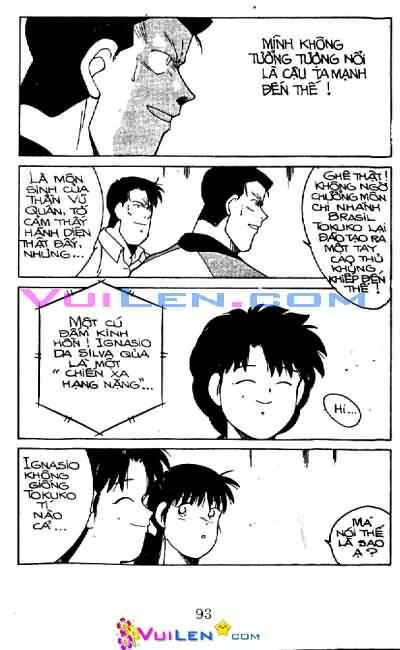 MÌNH KHÔNG
TƯỞNG TƯỢNG NỔI
LÀ CẬU TA MẠNH
ĐẾN THẾ !
GHÊ THẬT !
KHÔNG NGỜ
CHƯỞNG MÔN
CHI NHÁNH
BRASIL
TOKUKO LẠI
ĐÀO TẠO RA
MỘT TAY
CAO THỦ
KHỦNG
KHIẾP ĐẾN
THẾ !
LÀ MÔN
SINH CỦA
THẦN VŨ
QUÁN, TỚ
CẢM THẤY
HÃNH DIỆN
THẬT ĐẤY,
NHƯNG...
VUILEN.COM
MỘT CÚ
ĐẤM KINH
HỒN ! IGNASIO
DA SILVA QUẢ
LÀ MỘT
" CHIẾN XA
HẠNG NẶNG"...
HÌ...
IGNASIO
KHÔNG
GIỐNG
TOKUKO
TÍ
NÀO
CẢ...
MÀ
NÓI THẾ
LÀ SAO
Ạ ?
93
VUILEN.COM